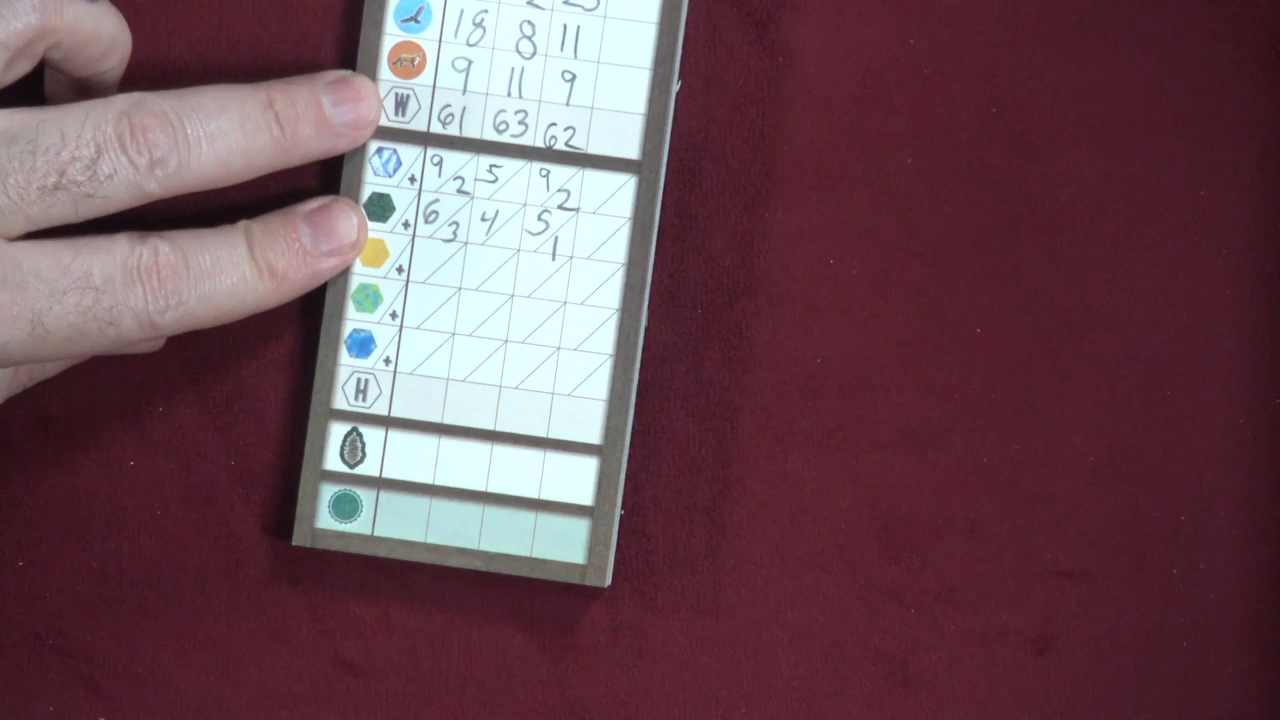 18 8 11
9 11 9
W 61 63 62
+ 9 2 5 9 2
+ 6 3 4 5 1
+
+
+
H